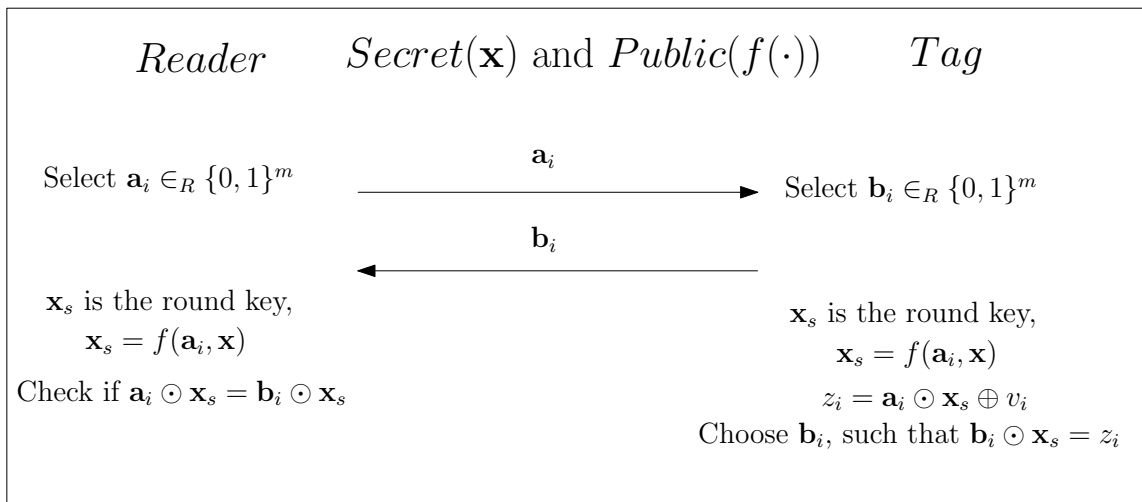 Reader Secret(x) and Public(f(·)) Tag
a_i
Select a_i ∈_R {0, 1}^m
Select b_i ∈_R {0, 1}^m
b_i
x_s is the round key,
x_s = f(a_i, x)
Check if a_i ⊙ x_s = b_i ⊙ x_s
x_s is the round key,
x_s = f(a_i, x)
z_i = a_i ⊙ x_s ⊕ v_i
Choose b_i, such that b_i ⊙ x_s = z_i